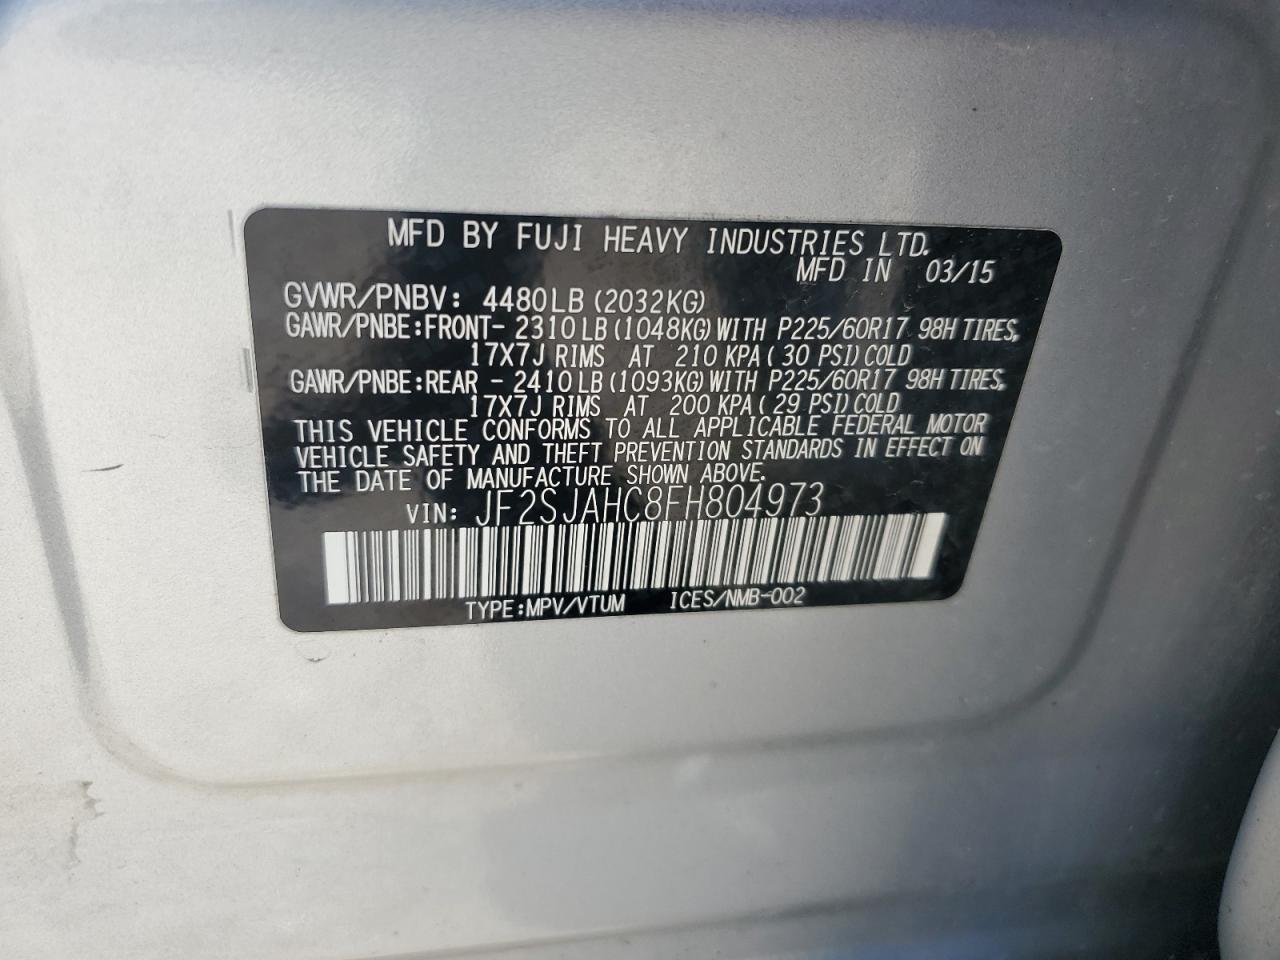 MFD BY FUJI HEAVY INDUSTRIES LTD.
MFD IN 03/15
GVWR/PNBV: 4480LB (2032KG)
GAWR/PNBE:FRONT- 2310LB(1048KG)WITH P225/60R17 98H TIRES,
17X7J RIMS AT 210 KPA( 30 PSI)COLD
GAWR/PNBE:REAR - 2410LB(1093KG)WITH P225/60R17 98H TIRES,
17X7J RIMS AT 200 KPA( 29 PSI)COLD
THIS VEHICLE CONFORMS TO ALL APPLICABLE FEDERAL MOTOR
VEHICLE SAFETY AND THEFT PREVENTION STANDARDS IN EFFECT ON
THE DATE OF MANUFACTURE SHOWN ABOVE.
VIN: JF2SJAHC8FH804973
TYPE:MPV/VTUM ICES/NMB-002